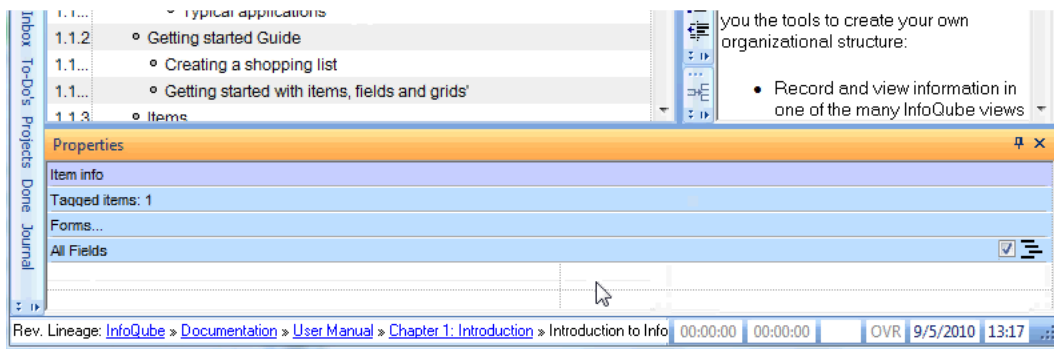 1.1... Typical applications
1.1.2 Getting started Guide
1.1... Creating a shopping list
1.1... Getting started with items, fields and grids'
1.1.3 Items
you the tools to create your own
organizational structure:
• Record and view information in
one of the many InfoQube views
Inbox To-Do's Projects Done Journal
Properties
Item info
Tagged items: 1
Forms...
All Fields
Rev. Lineage: InfoQube » Documentation » User Manual » Chapter 1: Introduction » Introduction to Info 00:00:00 00:00:00 OVR 9/5/2010 13:17